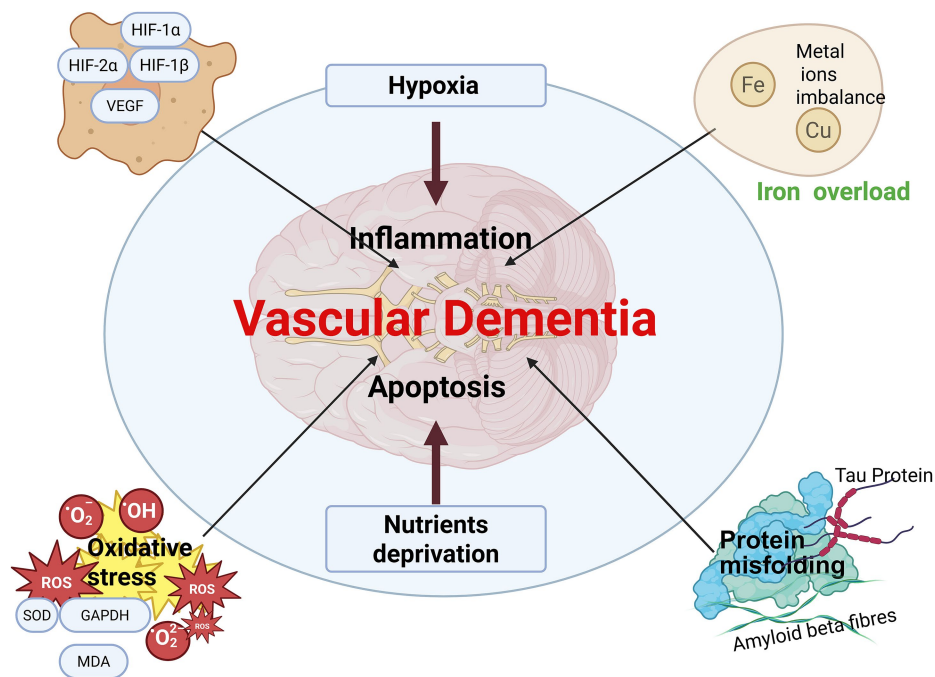 HIF-1α
HIF-2α
HIF-1β
VEGF
Hypoxia
Metal
ions
imbalance
Fe
Cu
Iron overload
Inflammation
Vascular Dementia
Apoptosis
Nutrients
deprivation
•O₂⁻
•OH
Oxidative
stress
ROS
ROS
SOD
GAPDH
ROS
•O₂²⁻
MDA
Tau Protein
Protein
misfolding
Amyloid beta fibres